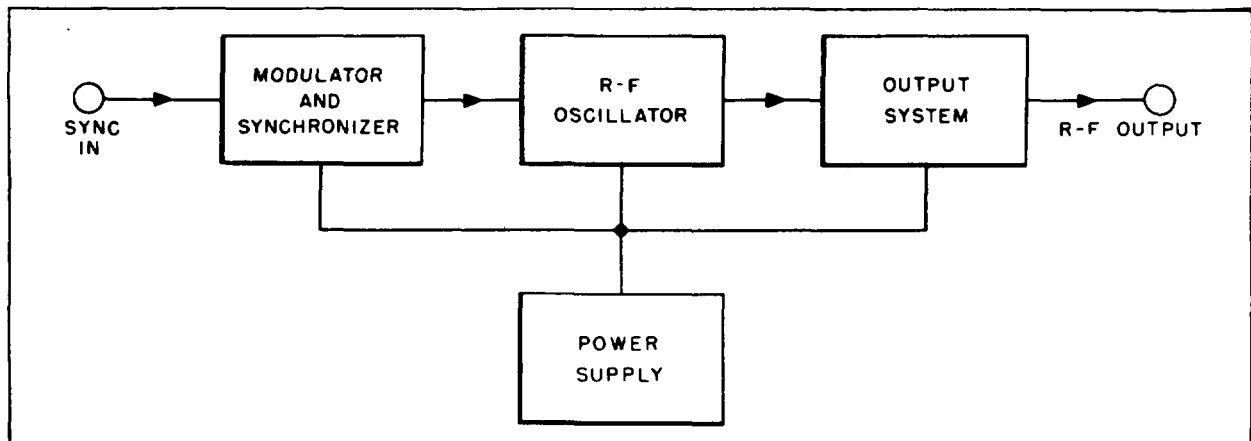 MODULATOR
AND
SYNCHRONIZER
R-F
OSCILLATOR
OUTPUT
SYSTEM
SYNC
IN
R-F OUTPUT
POWER
SUPPLY